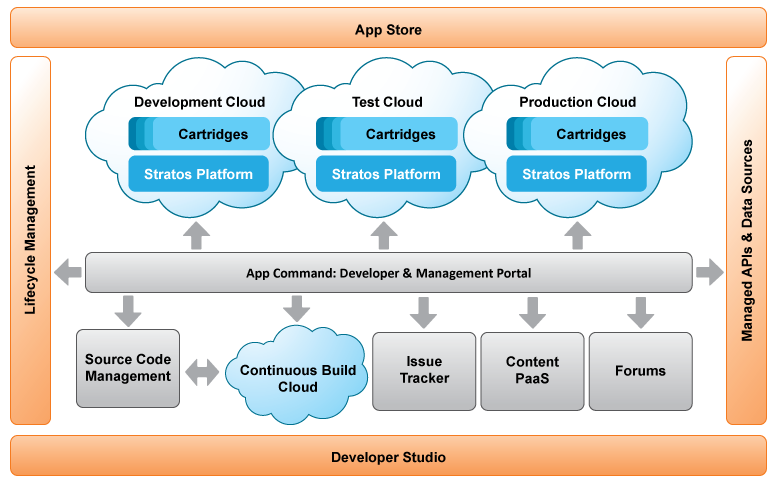 App Store
Lifecycle Management
Development Cloud
Cartridges
Stratos Platform
Test Cloud
Cartridges
Stratos Platform
Production Cloud
Cartridges
Stratos Platform
Managed APIs & Data Sources
App Command: Developer & Management Portal
Source Code
Management
Continuous Build
Cloud
Issue
Tracker
Content
PaaS
Forums
Developer Studio